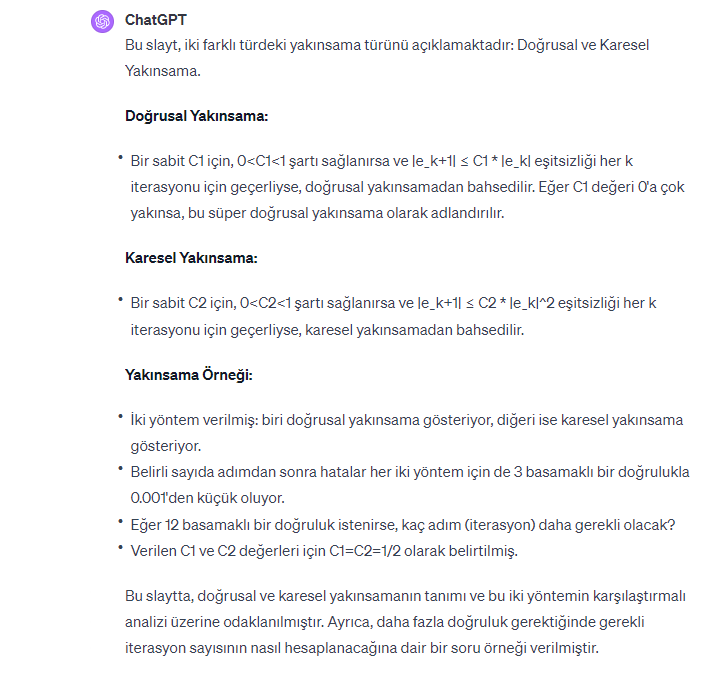 ChatGPT
Bu slayt, iki farklı türdeki yakınsama türünü açıklamaktadır: Doğrusal ve Karesel
Yakınsama.
Doğrusal Yakınsama:
• Bir sabit C1 için, 0<C1<1 şartı sağlanırsa ve |e_k+1| ≤ C1 * |e_k| eşitsizliği her k
iterasyonu için geçerliyse, doğrusal yakınsamadan bahsedilir. Eğer C1 değeri 0'a çok
yakınsa, bu süper doğrusal yakınsama olarak adlandırılır.
Karesel Yakınsama:
• Bir sabit C2 için, 0<C2<1 şartı sağlanırsa ve |e_k+1| ≤ C2 * |e_k|^2 eşitsizliği her k
iterasyonu için geçerliyse, karesel yakınsamadan bahsedilir.
Yakınsama Örneği:
• İki yöntem verilmiş: biri doğrusal yakınsama gösteriyor, diğeri ise karesel yakınsama
gösteriyor.
• Belirli sayıda adımdan sonra hatalar her iki yöntem için de 3 basamaklı bir doğrulukla
0.001'den küçük oluyor.
• Eğer 12 basamaklı bir doğruluk istenirse, kaç adım (iterasyon) daha gerekli olacak?
• Verilen C1 ve C2 değerleri için C1=C2=1/2 olarak belirtilmiş.
Bu slaytta, doğrusal ve karesel yakınsamanın tanımı ve bu iki yöntemin karşılaştırmalı
analizi üzerine odaklanılmıştır. Ayrıca, daha fazla doğruluk gerektiğinde gerekli
iterasyon sayısının nasıl hesaplanacağına dair bir soru örneği verilmiştir.